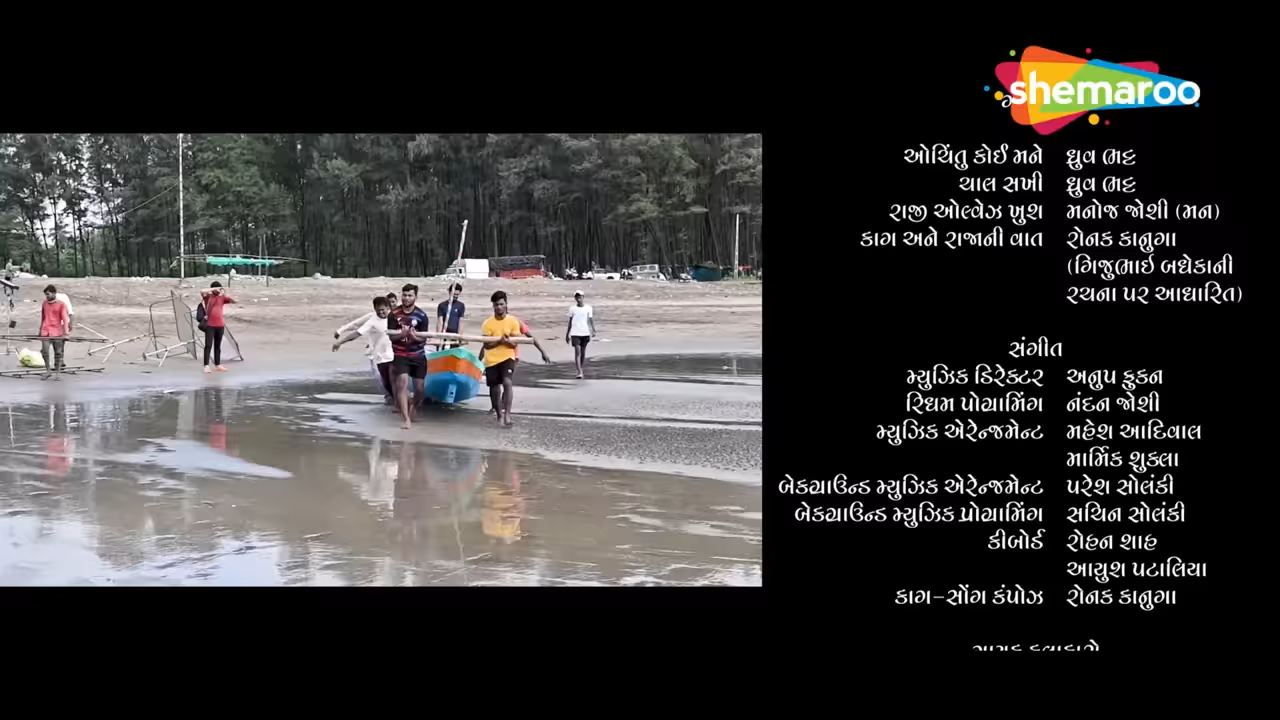 shemaroo
ઓચિંતુ કોઈ મને ધ્રુવ ભટ્ટ
ચાલ સખી ધ્રુવ ભટ્ટ
રાજી ઓલ્વેઝ ખુશ મનોજ જોશી (મન)
કાગ અને રાજાની વાત રોનક કાનુગા
(ગિજુભાઈ બધેકાની
રચના પર આધારિત)
સંગીત
મ્યુઝિક ડિરેક્ટર અનુપ ફુકન
રિધમ પોગ્રામિંગ નંદન જોશી
મ્યુઝિક એરેન્જમેન્ટ મહેશ આદિવાલ
માર્મિક શુક્લા
બેકગ્રાઉન્ડ મ્યુઝિક એરેન્જમેન્ટ પરેશ સોલંકી
બેકગ્રાઉન્ડ મ્યુઝિક પ્રોગ્રામિંગ સચિન સોલંકી
કીબોર્ડ રોહન શાહ
આયુશ પટાલિયા
કાગ-સોંગ કંપોઝ રોનક કાનુગા